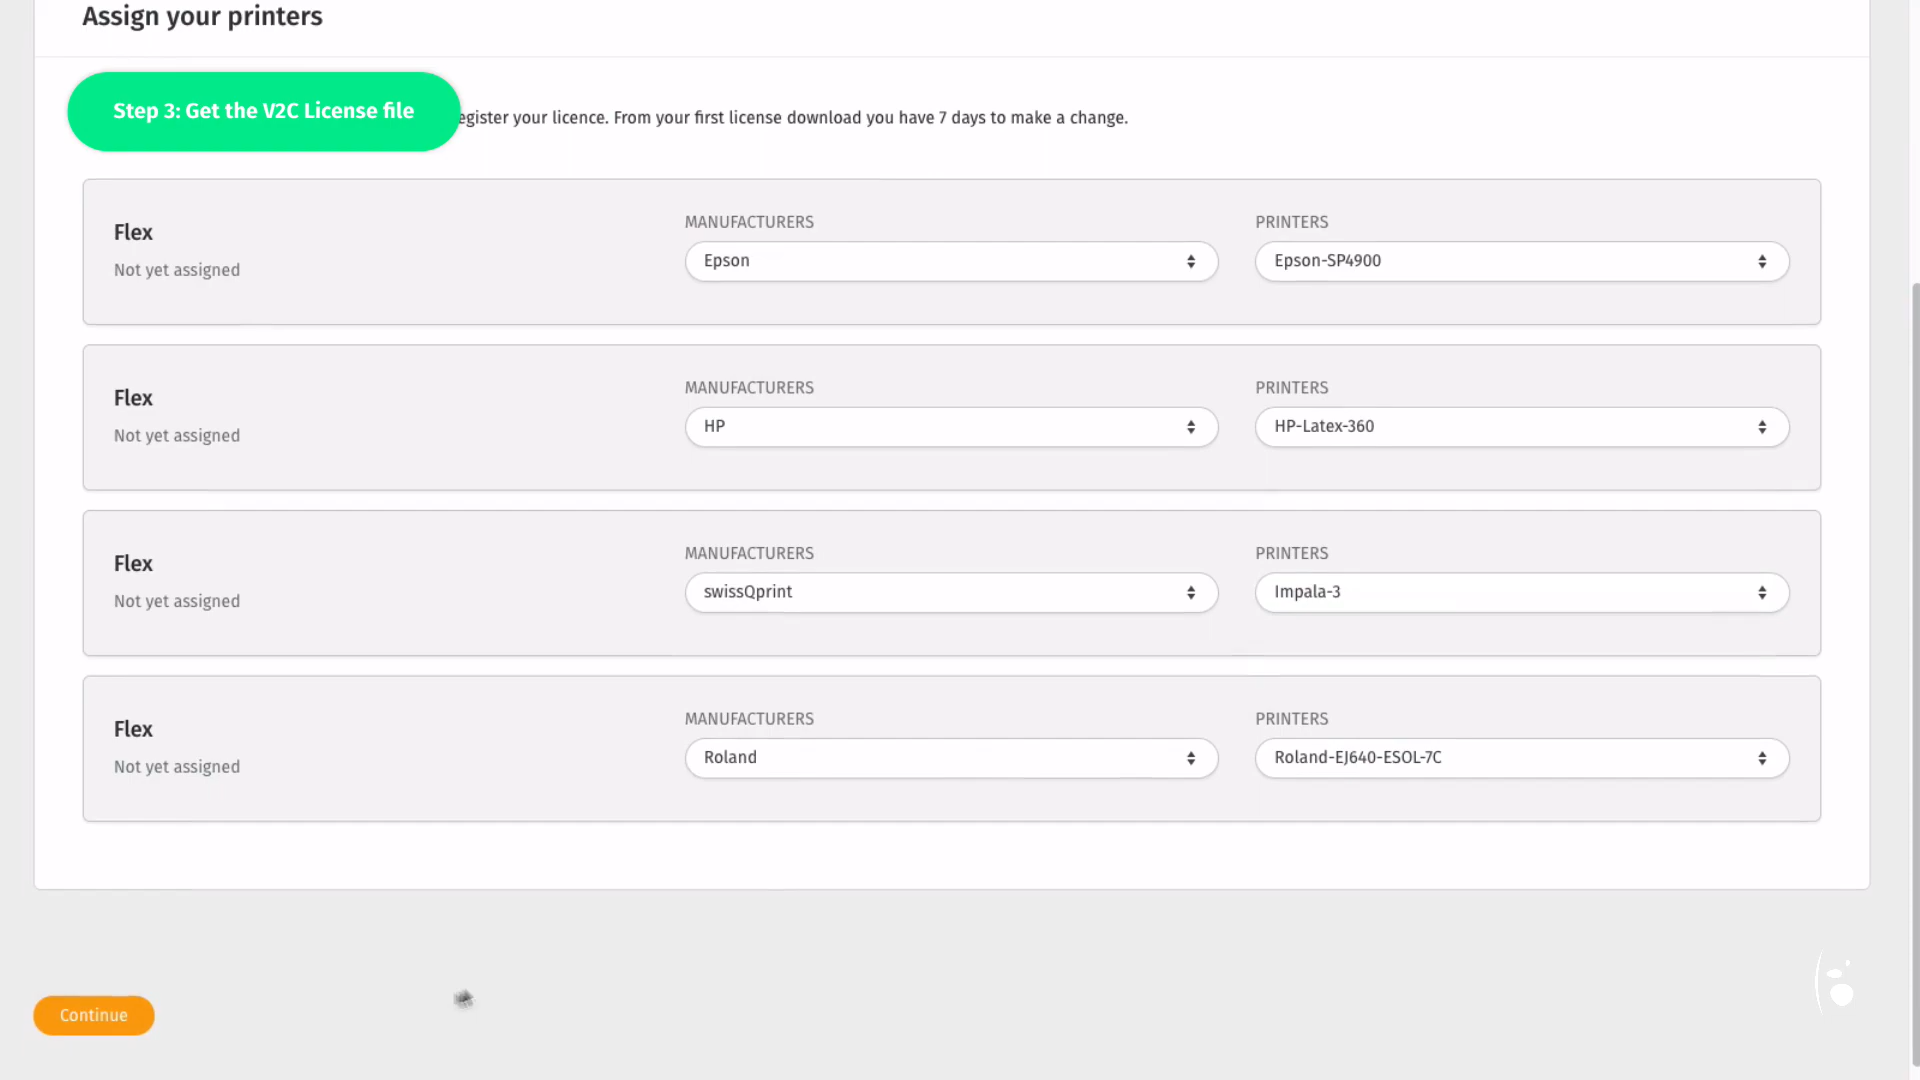 Assign your printers
Step 3: Get the V2C License file
egister your licence. From your first license download you have 7 days to make a change.
Flex
Not yet assigned
MANUFACTURERS
Epson
PRINTERS
Epson-SP4900
Flex
Not yet assigned
MANUFACTURERS
HP
PRINTERS
HP-Latex-360
Flex
Not yet assigned
MANUFACTURERS
swissQprint
PRINTERS
Impala-3
Flex
Not yet assigned
MANUFACTURERS
Roland
PRINTERS
Roland-EJ640-ESOL-7C
Continue